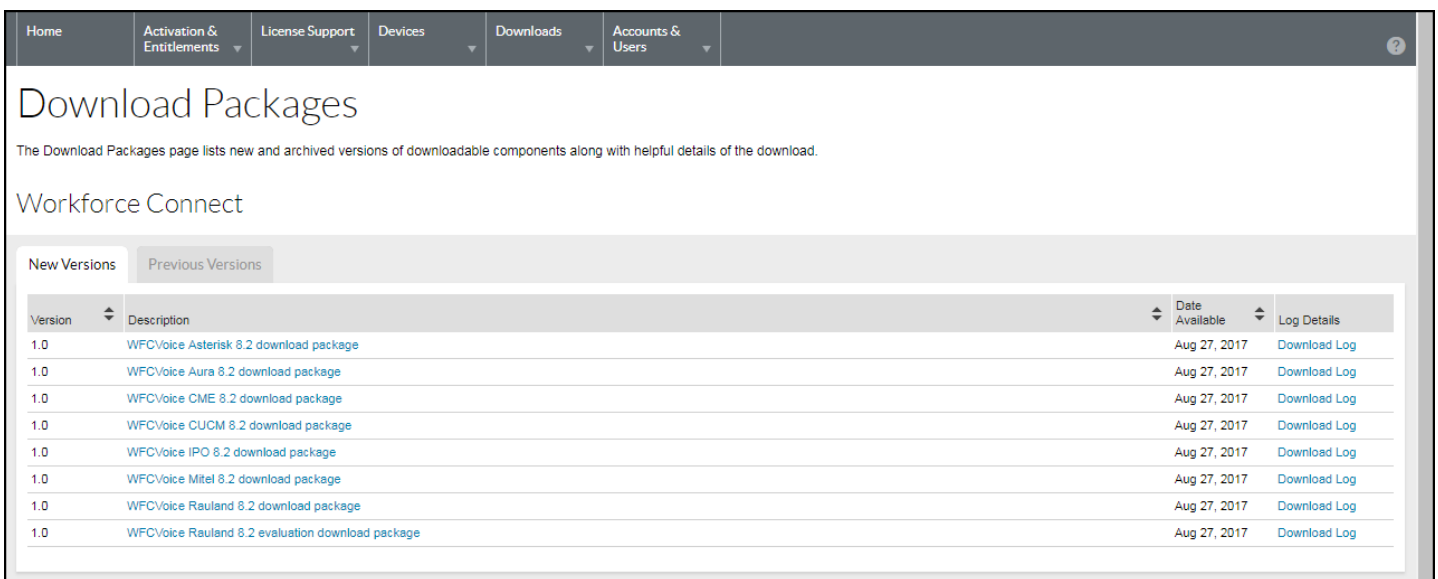 Home
Activation & Entitlements
License Support
Devices
Downloads
Accounts & Users
?
Download Packages
The Download Packages page lists new and archived versions of downloadable components along with helpful details of the download.
Workforce Connect
New Versions Previous Versions
Version Description Date Available Log Details
1.0 WFCVoice Asterisk 8.2 download package Aug 27, 2017 Download Log
1.0 WFCVoice Aura 8.2 download package Aug 27, 2017 Download Log
1.0 WFCVoice CME 8.2 download package Aug 27, 2017 Download Log
1.0 WFCVoice CUCM 8.2 download package Aug 27, 2017 Download Log
1.0 WFCVoice IPO 8.2 download package Aug 27, 2017 Download Log
1.0 WFCVoice Mitel 8.2 download package Aug 27, 2017 Download Log
1.0 WFCVoice Rauland 8.2 download package Aug 27, 2017 Download Log
1.0 WFCVoice Rauland 8.2 evaluation download package Aug 27, 2017 Download Log